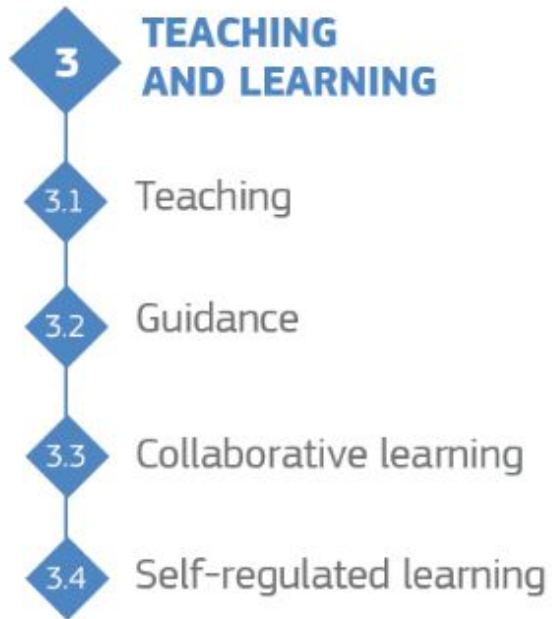 3 TEACHING
AND LEARNING
3.1 Teaching
3.2 Guidance
3.3 Collaborative learning
3.4 Self-regulated learning